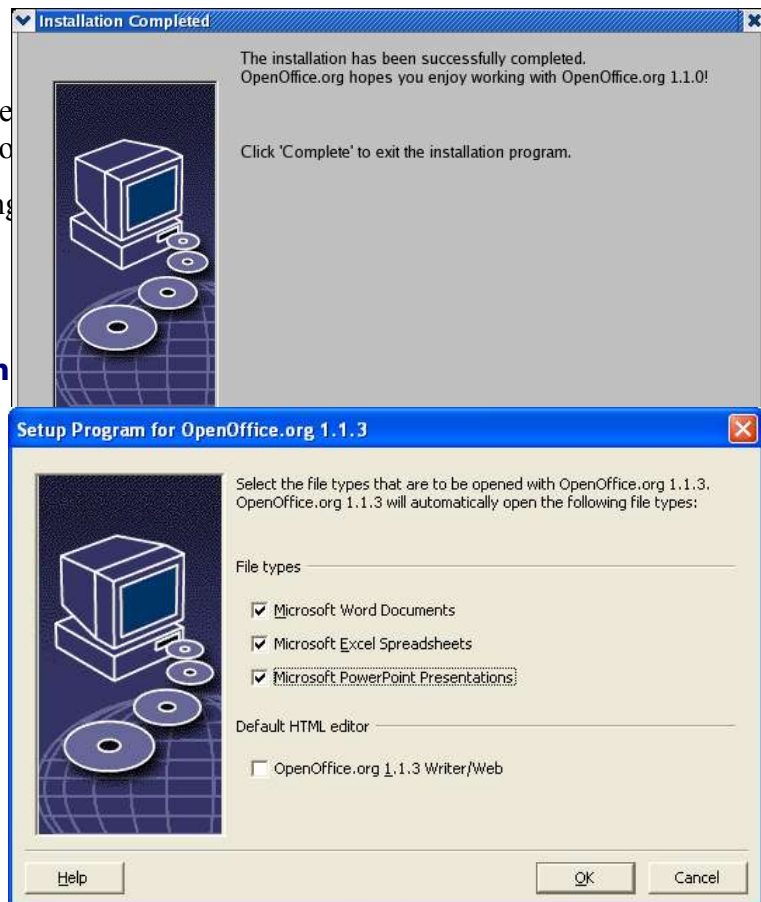 Installation Completed
The installation has been successfully completed.
OpenOffice.org hopes you enjoy working with OpenOffice.org 1.1.0!
Click 'Complete' to exit the installation program.
Setup Program for OpenOffice.org 1.1.3
Select the file types that are to be opened with OpenOffice.org 1.1.3.
OpenOffice.org 1.1.3 will automatically open the following file types:
File types
Microsoft Word Documents
Microsoft Excel Spreadsheets
Microsoft PowerPoint Presentations
Default HTML editor
OpenOffice.org 1.1.3 Writer/Web
Help OK Cancel